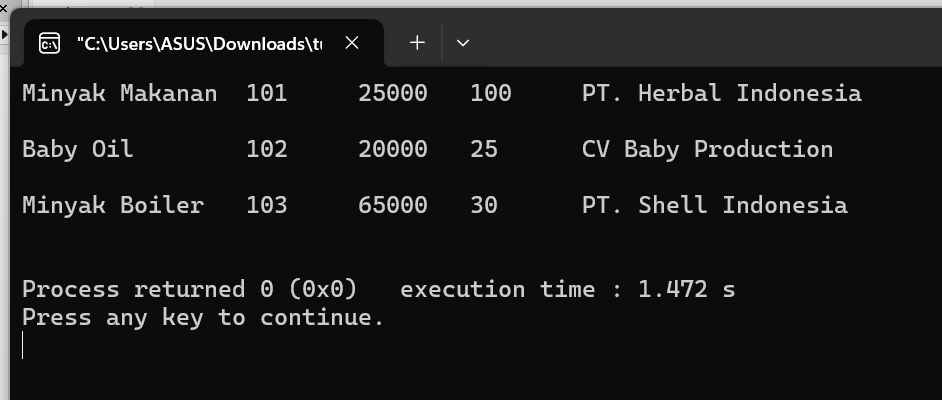 "C:\Users\ASUS\Downloads\tu
Minyak Makanan 101 25000 100 PT. Herbal Indonesia
Baby Oil 102 20000 25 CV Baby Production
Minyak Boiler 103 65000 30 PT. Shell Indonesia
Process returned 0 (0x0) execution time : 1.472 s
Press any key to continue.